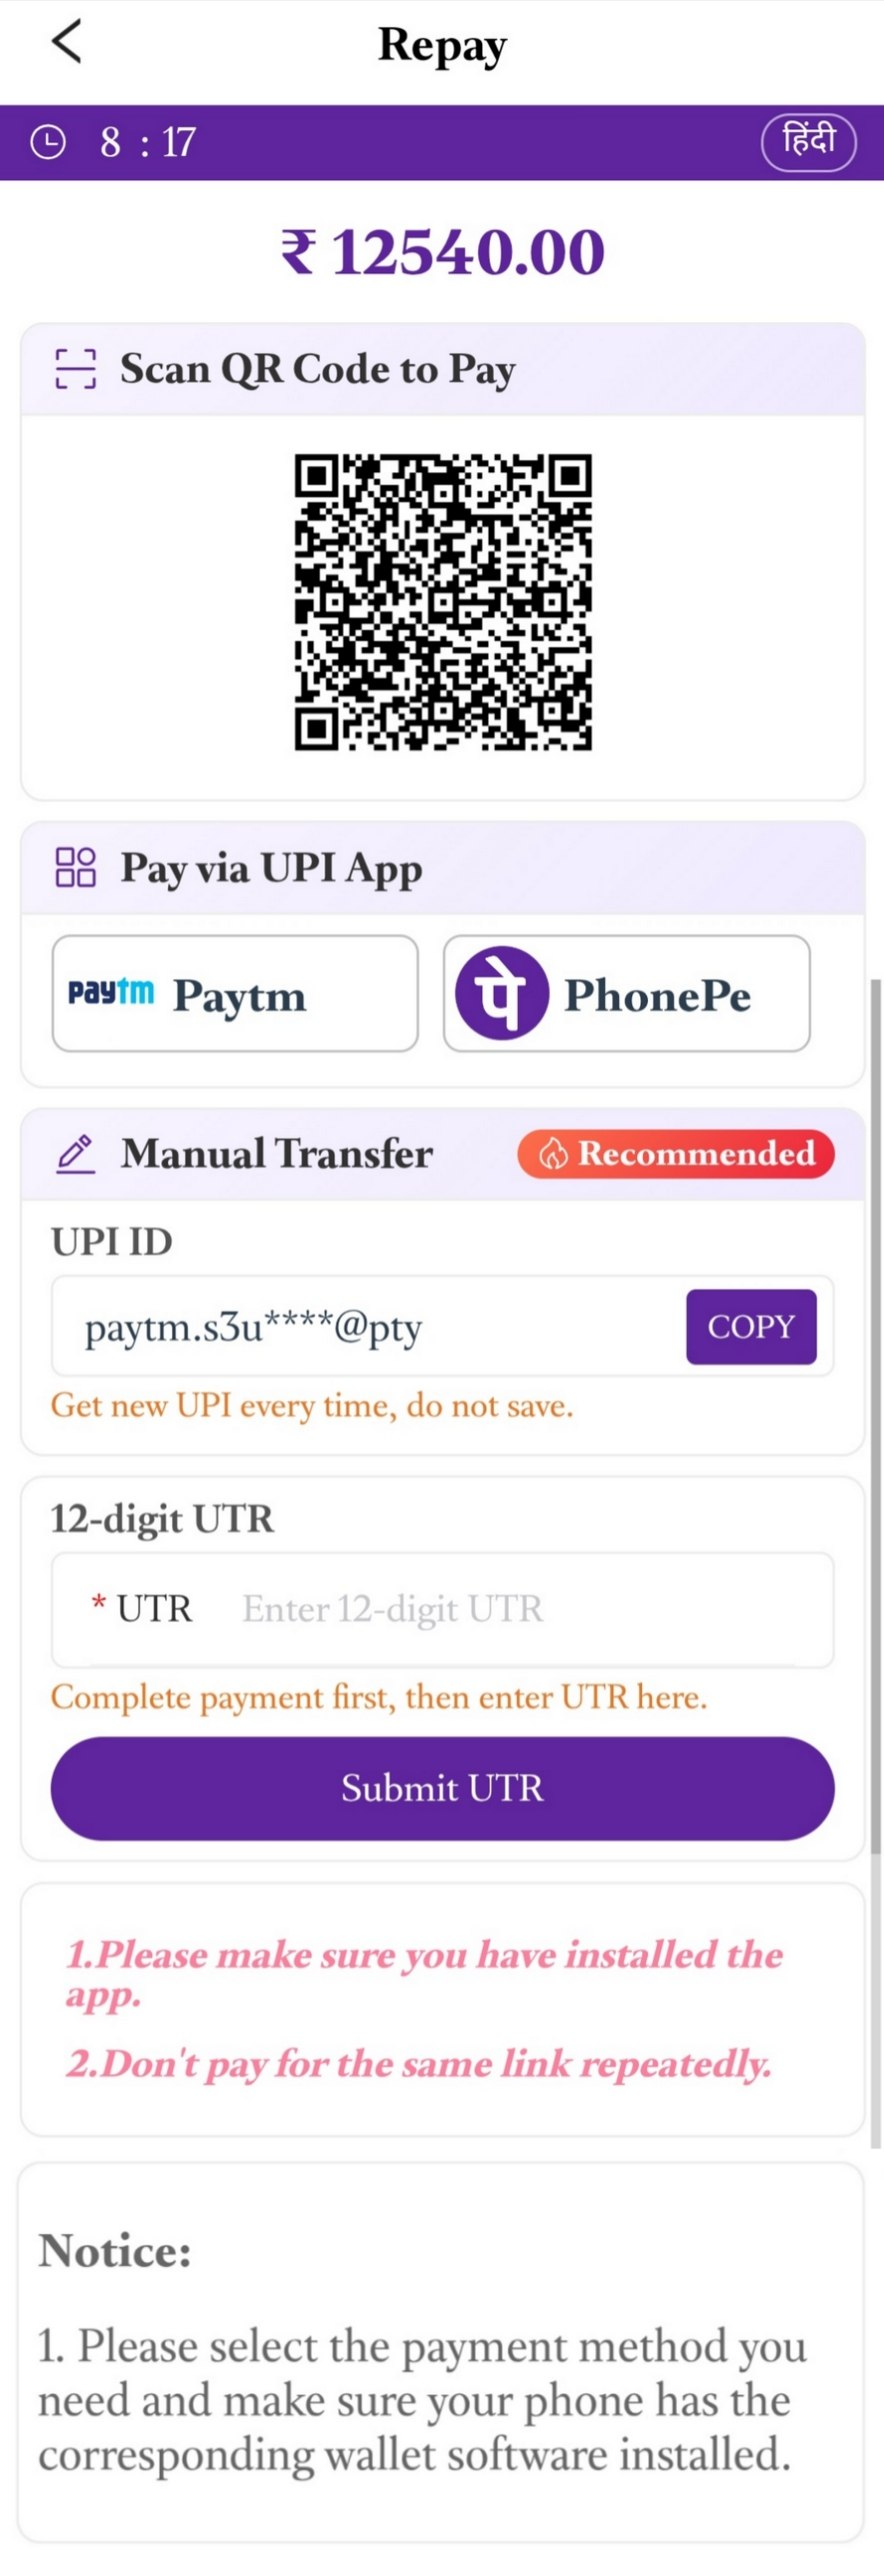 Repay
8 : 17
हिंदी
₹ 12540.00
Scan QR Code to Pay
Pay via UPI App
paytm Paytm
पे PhonePe
Manual Transfer
Recommended
UPI ID
paytm.s3u****@pty
COPY
Get new UPI every time, do not save.
12-digit UTR
* UTR Enter 12-digit UTR
Complete payment first, then enter UTR here.
Submit UTR
1.Please make sure you have installed the
app.
2.Don't pay for the same link repeatedly.
Notice:
1. Please select the payment method you
need and make sure your phone has the
corresponding wallet software installed.